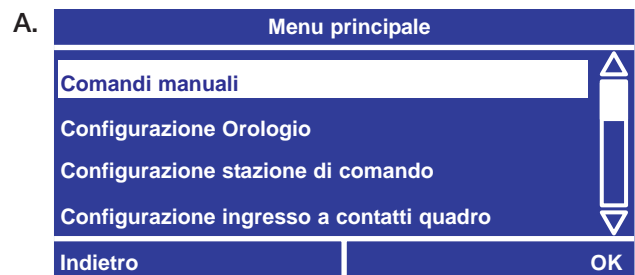 A.
Menu principale
Comandi manuali
Configurazione Orologio
Configurazione stazione di comando
Configurazione ingresso a contatti quadro
Indietro OK